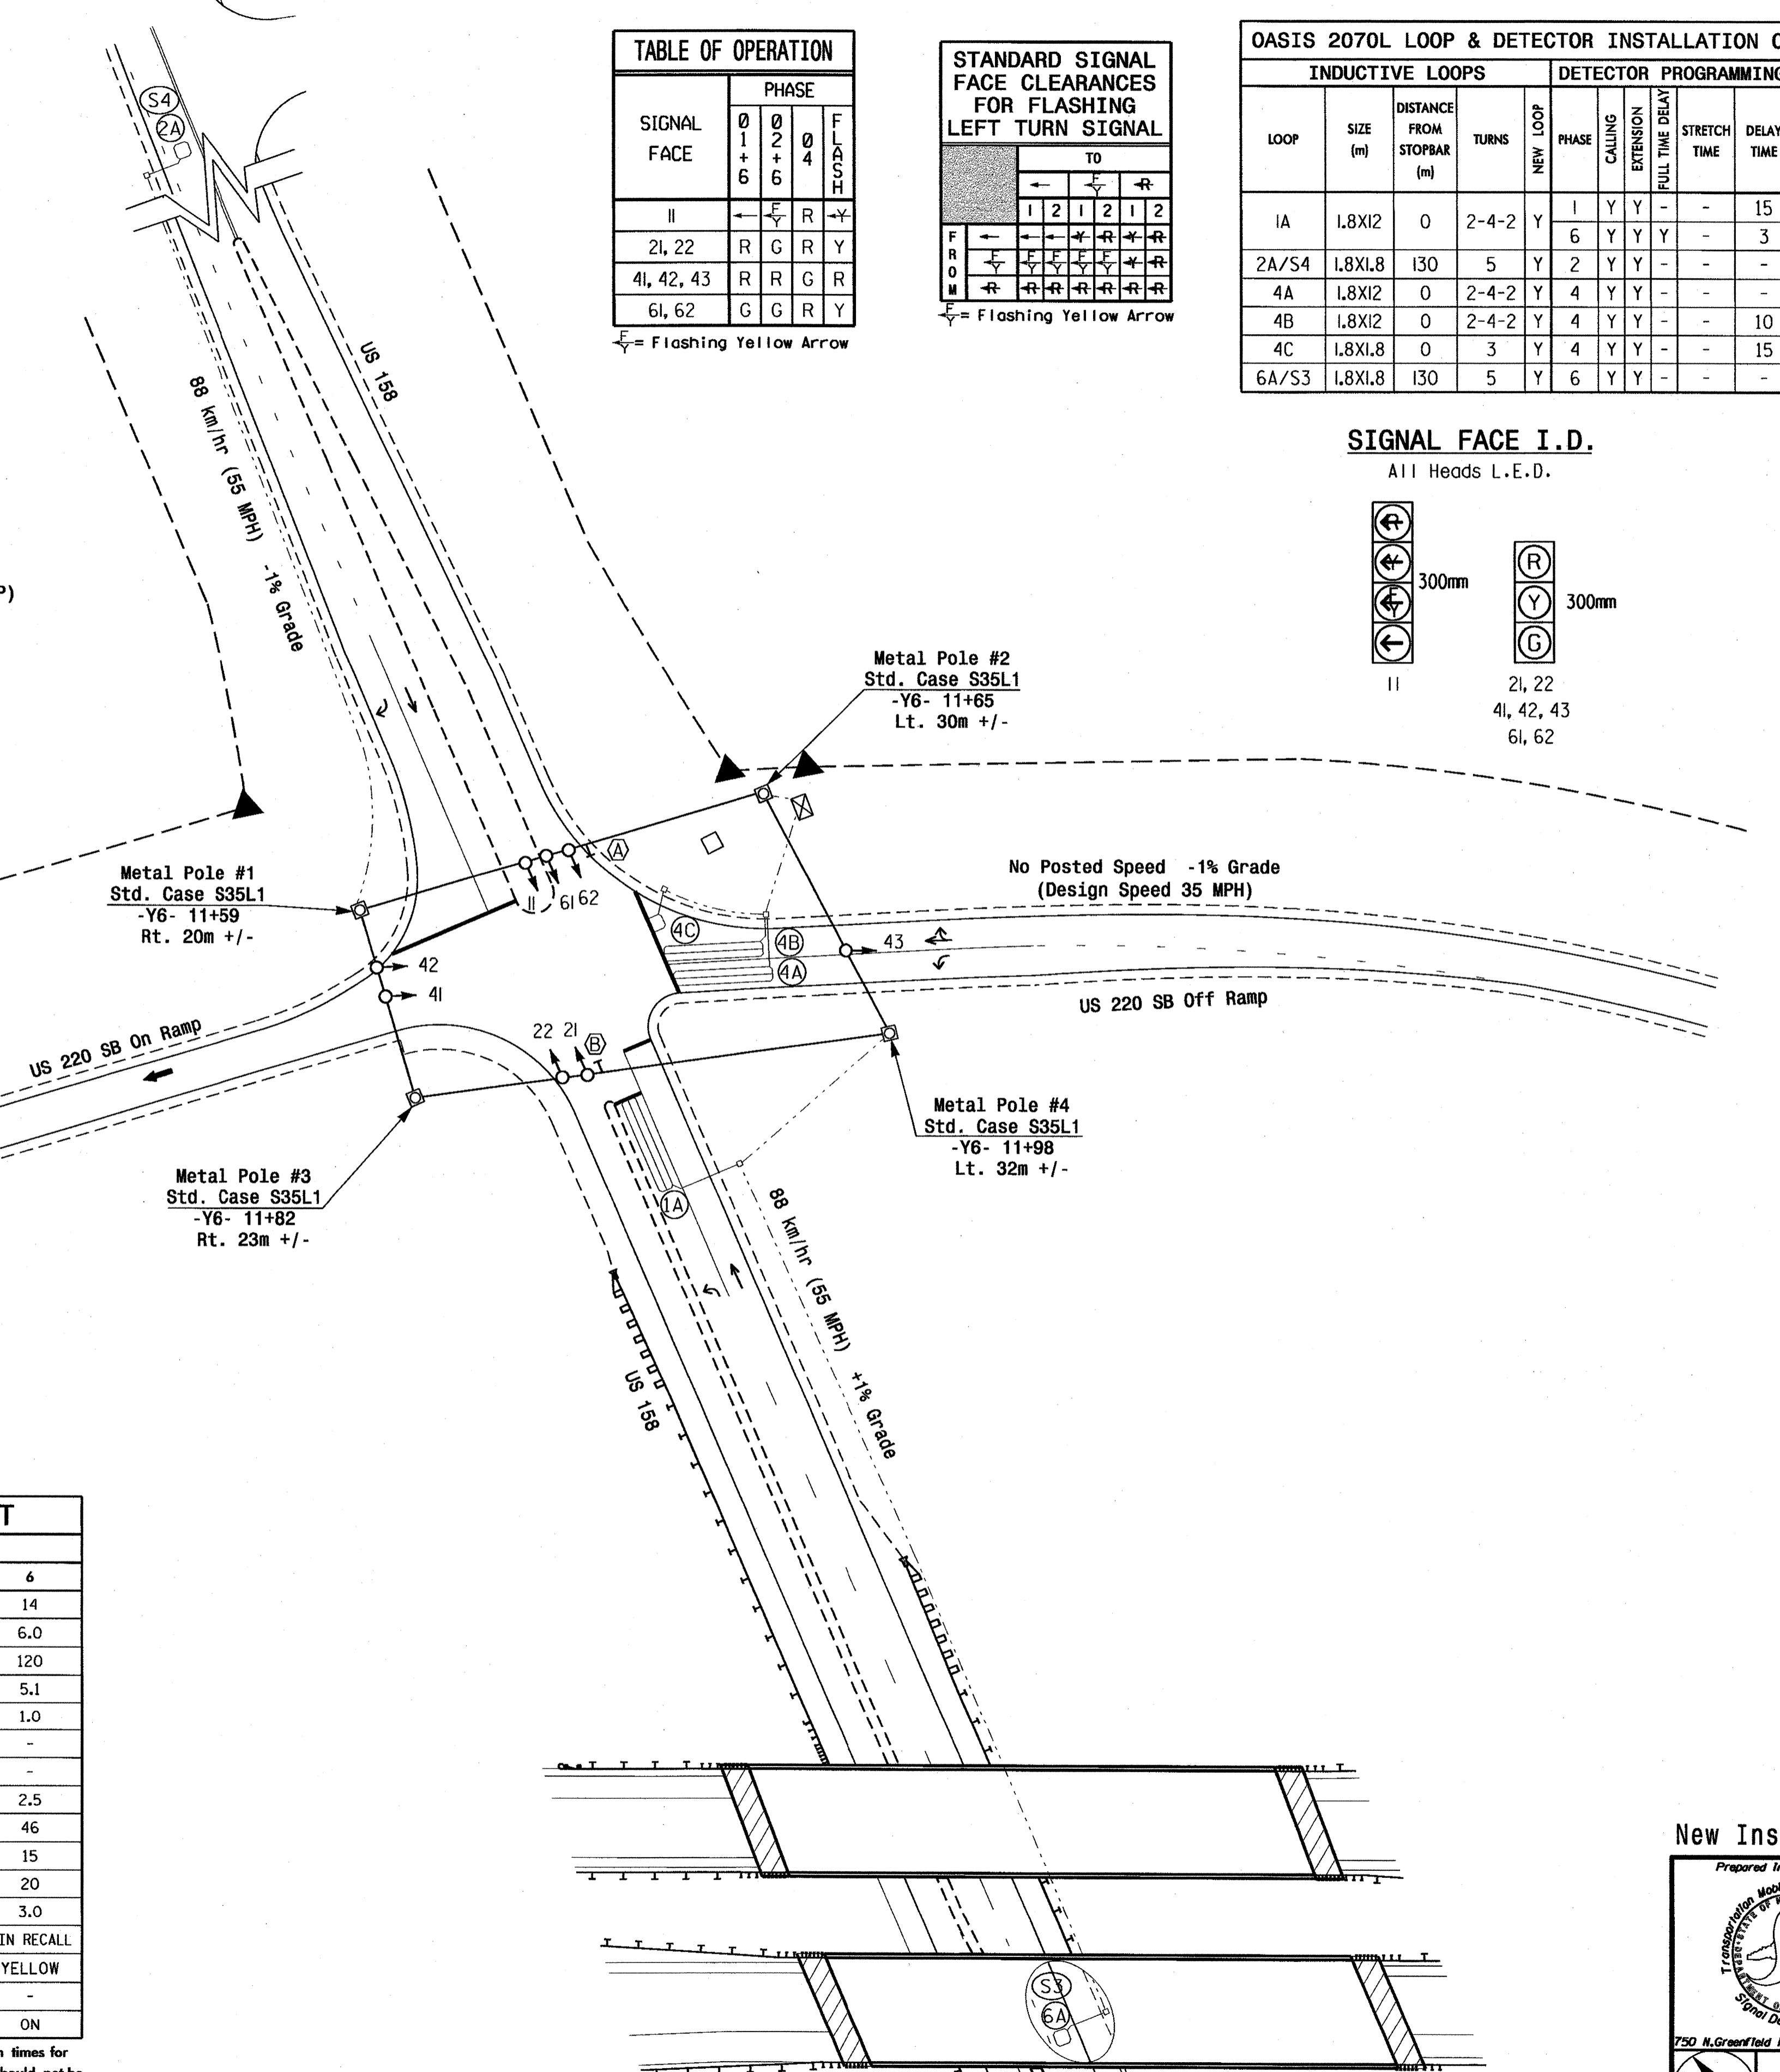 S4
2A
TABLE OF OPERATION
SIGNAL FACE
PHASE
Ø1+6 Ø2+6 Ø4 FLASH
11 ← F/Y R Y
21, 22 R G R Y
41, 42, 43 R R G R
61, 62 G G R Y
F/Y = Flashing Yellow Arrow
STANDARD SIGNAL
FACE CLEARANCES
FOR FLASHING
LEFT TURN SIGNAL
TO
← F/Y R
1 2 1 2 1 2
FROM
← ← ← Y R Y R
F/Y F/Y F/Y F/Y F/Y Y R
R R R R R R R
F/Y = Flashing Yellow Arrow
OASIS 2070L LOOP & DETECTOR INSTALLATION C
INDUCTIVE LOOPS DETECTOR PROGRAMMING
LOOP SIZE (m) DISTANCE FROM STOPBAR (m) TURNS NEW LOOP PHASE CALLING EXTENSION FULL TIME DELAY STRETCH TIME DELAY TIME
1A 1.8X12 0 2-4-2 Y 1 Y Y - - 15
6 Y Y Y - 3
2A/S4 1.8X1.8 130 5 Y 2 Y Y - - -
4A 1.8X12 0 2-4-2 Y 4 Y Y - - -
4B 1.8X12 0 2-4-2 Y 4 Y Y - - 10
4C 1.8X1.8 0 3 Y 4 Y Y - - 15
6A/S3 1.8X1.8 130 5 Y 6 Y Y - - -
SIGNAL FACE I.D.
All Heads L.E.D.
R
Y
F/Y
300mm
11
R
Y
G
300mm
21, 22
41, 42, 43
61, 62
P)
US 158
88 km/hr (55 MPH) -1% Grade
Metal Pole #2
Std. Case S35L1
-Y6- 11+65
Lt. 30m +/-
Metal Pole #1
Std. Case S35L1
-Y6- 11+59
Rt. 20m +/-
11 61 62
A
No Posted Speed -1% Grade
(Design Speed 35 MPH)
4C
4B
4A
43
42
41
US 220 SB On Ramp
US 220 SB Off Ramp
22 21
B
Metal Pole #4
Std. Case S35L1
-Y6- 11+98
Lt. 32m +/-
Metal Pole #3
Std. Case S35L1
-Y6- 11+82
Rt. 23m +/-
1A
88 km/hr (55 MPH) +1% Grade
US 158
T
6
14
6.0
120
5.1
1.0
-
-
2.5
46
15
20
3.0
IN RECALL
YELLOW
-
ON
n times for
S3
6A
New Ins
Prepared in
750 N.Greenfield